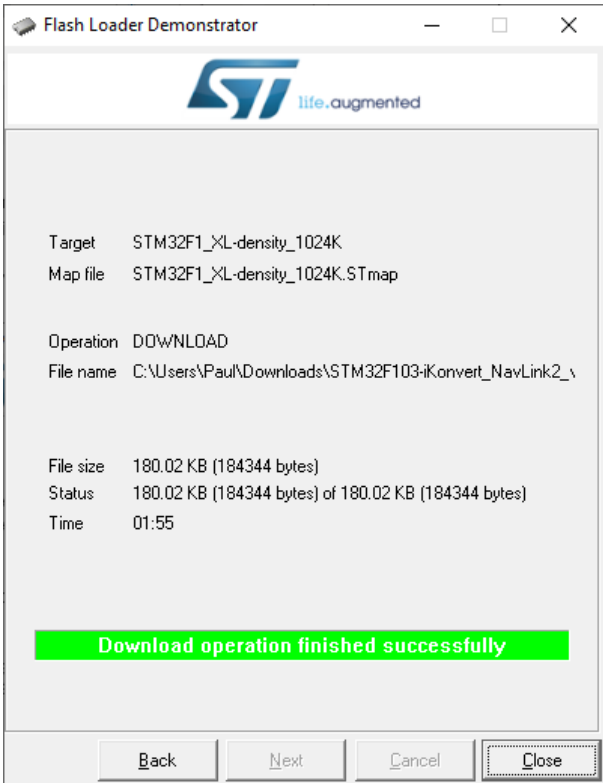 Flash Loader Demonstrator
ST
life.augmented
Target STM32F1_XL-density_1024K
Map file STM32F1_XL-density_1024K.STmap
Operation DOWNLOAD
File name C:\Users\Paul\Downloads\STM32F103-iKonvert_NavLink2_v
File size 180.02 KB (184344 bytes)
Status 180.02 KB (184344 bytes) of 180.02 KB (184344 bytes)
Time 01:55
Download operation finished successfully
Back Next Cancel Close